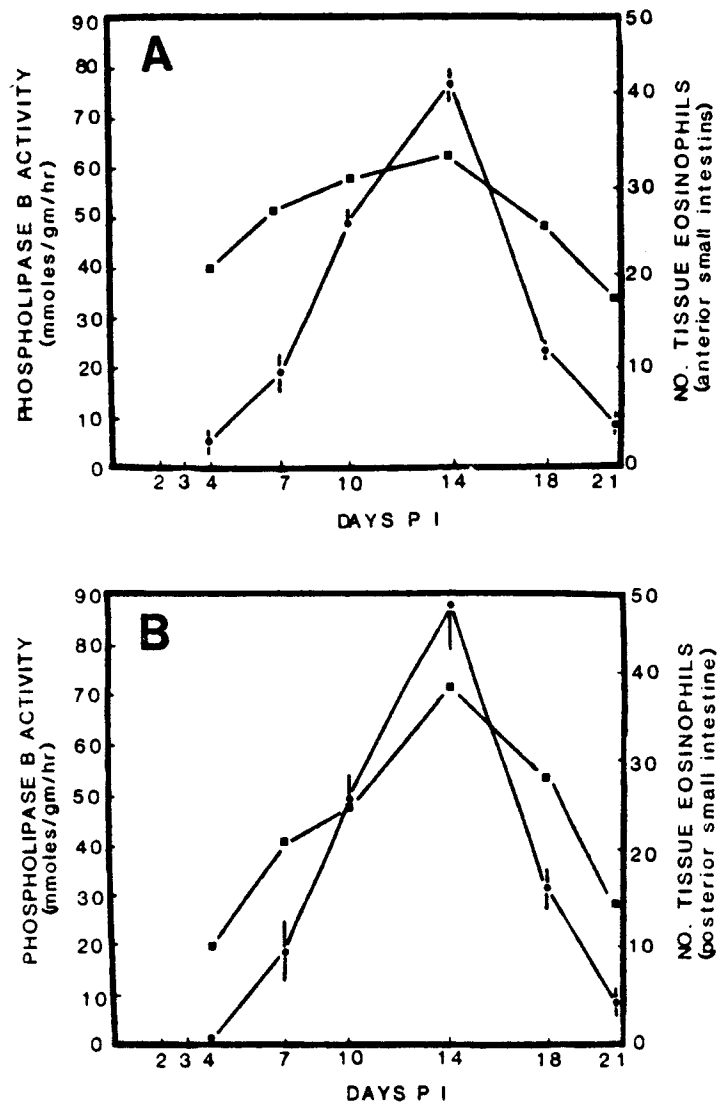 A
PHOSPHOLIPASE B ACTIVITY
(mmoles/gm/hr)
90
80
70
60
50
40
30
20
10
0
50
40
30
20
10
0
NO. TISSUE EOSINOPHILS
(anterior small intestins)
2 3 4 7 10 14 18 21
DAYS P I
B
PHOSPHOLIPASE B ACTIVITY
(mmoles/gm/hr)
90
80
70
60
50
40
30
20
10
0
50
40
30
20
10
0
NO. TISSUE EOSINOPHILS
(posterior small intestine)
2 3 4 7 10 14 18 21
DAYS P I